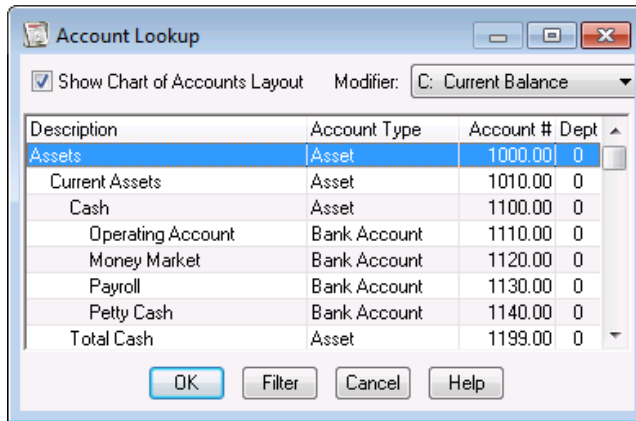 Account Lookup
Show Chart of Accounts Layout Modifier: C: Current Balance
Description Account Type Account # Dept
Assets Asset 1000.00 0
Current Assets Asset 1010.00 0
Cash Asset 1100.00 0
Operating Account Bank Account 1110.00 0
Money Market Bank Account 1120.00 0
Payroll Bank Account 1130.00 0
Petty Cash Bank Account 1140.00 0
Total Cash Asset 1199.00 0
OK Filter Cancel Help